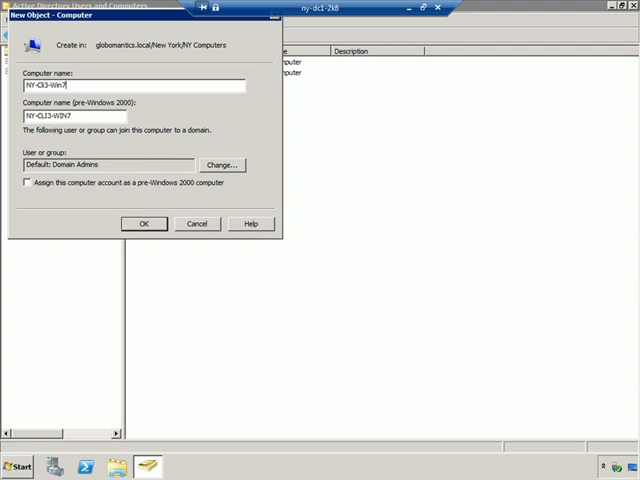 Active Directory Users and Computers
ny-dc1-2k8
New Object - Computer
Create in: globomantics.local/New York/NY Computers
Description
Computer name:
NY-Cli3-Win7
Computer name (pre-Windows 2000):
NY-CLI3-WIN7
The following user or group can join this computer to a domain.
User or group:
Default: Domain Admins
Change...
Assign this computer account as a pre-Windows 2000 computer
OK
Cancel
Help
Start